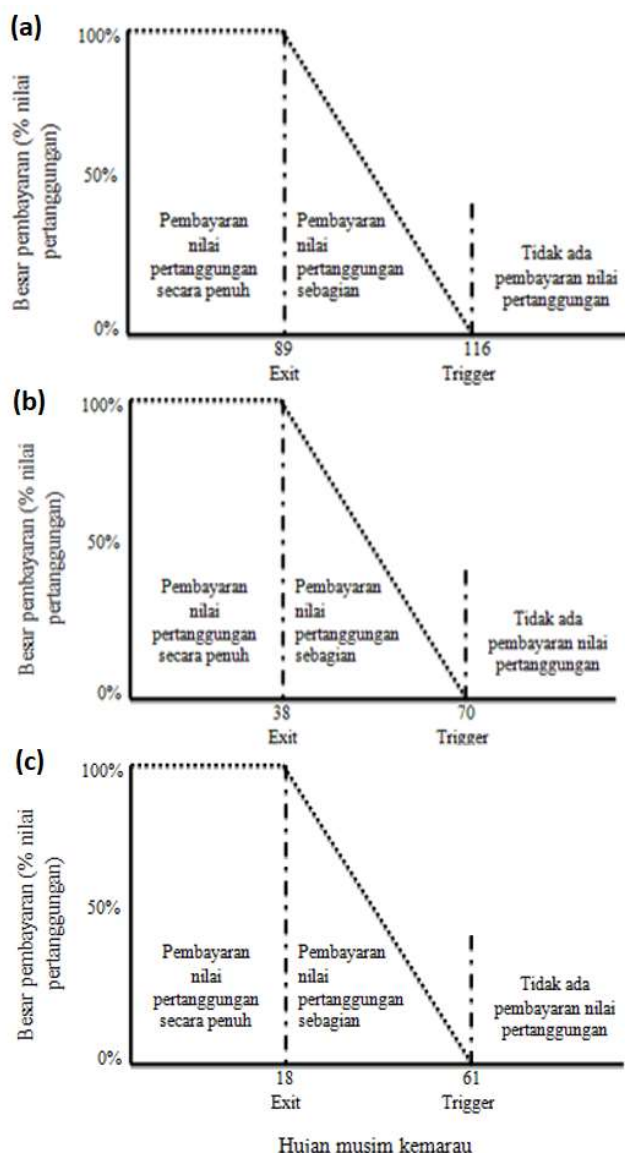 (a)
Besar pembayaran (% nilai
pertanggungan)
100%
50%
0%
Pembayaran
nilai
pertanggungan
secara penuh
Pembayaran
nilai
pertanggungan
sebagian
Tidak ada
pembayaran nilai
pertanggungan
89
Exit
116
Trigger
(b)
Besar pembayaran (% nilai
pertanggungan)
100%
50%
0%
Pembayaran
nilai
pertanggungan
secara penuh
Pembayaran
nilai
pertanggungan
sebagian
Tidak ada
pembayaran nilai
pertanggungan
38
Exit
70
Trigger
(c)
Besar pembayaran (% nilai
pertanggungan)
100%
50%
0%
Pembayaran
nilai
pertanggungan
secara penuh
Pembayaran
nilai
pertanggungan
sebagian
Tidak ada
pembayaran nilai
pertanggungan
18
Exit
61
Trigger
Hujan musim kemarau